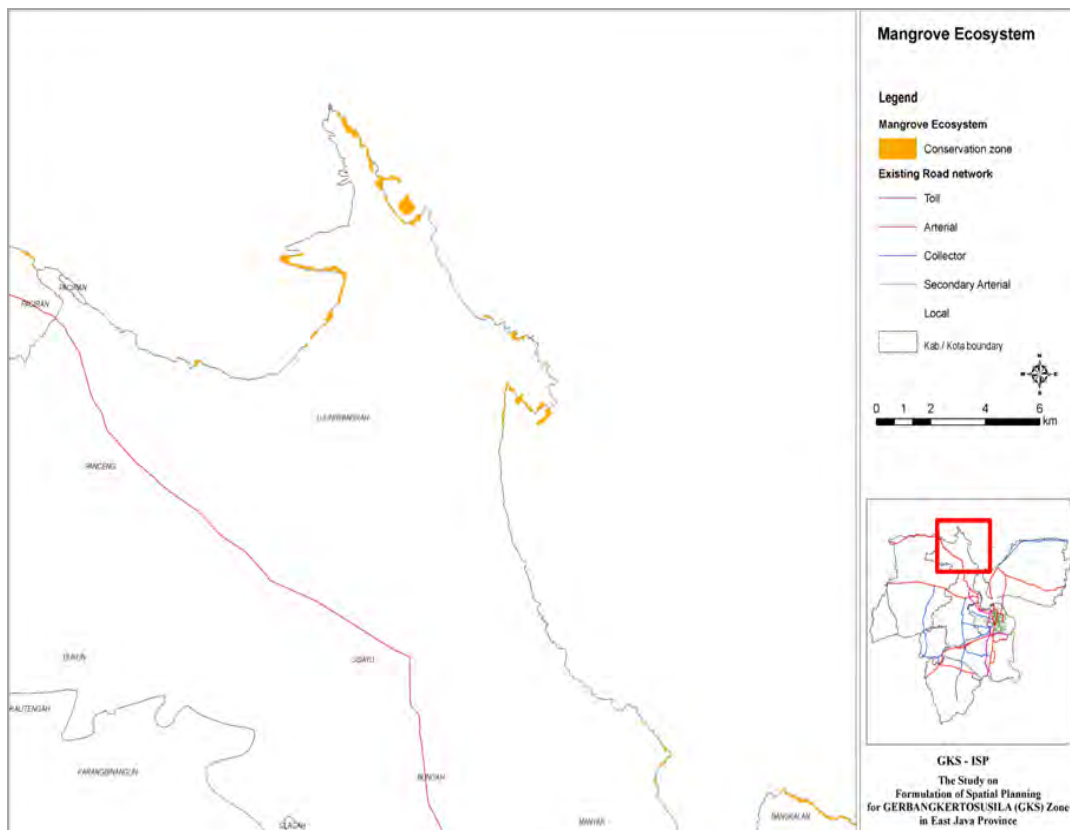 Mangrove Ecosystem
Legend
Mangrove Ecosystem
Conservation zone
Existing Road network
Toll
Arterial
Collector
Secondary Arterial
Local
Kab./ Kota boundary
N
S
0 1 2 4 6
km
PACIRAN
PACIRAN
PANCENG
BUNGAH
MANYAR
BANGKALAN
GKS - ISP
The Study on
Formulation of Spatial Planning
for GERBANGKERTOSUSILA (GKS) Zone
in East Java Province